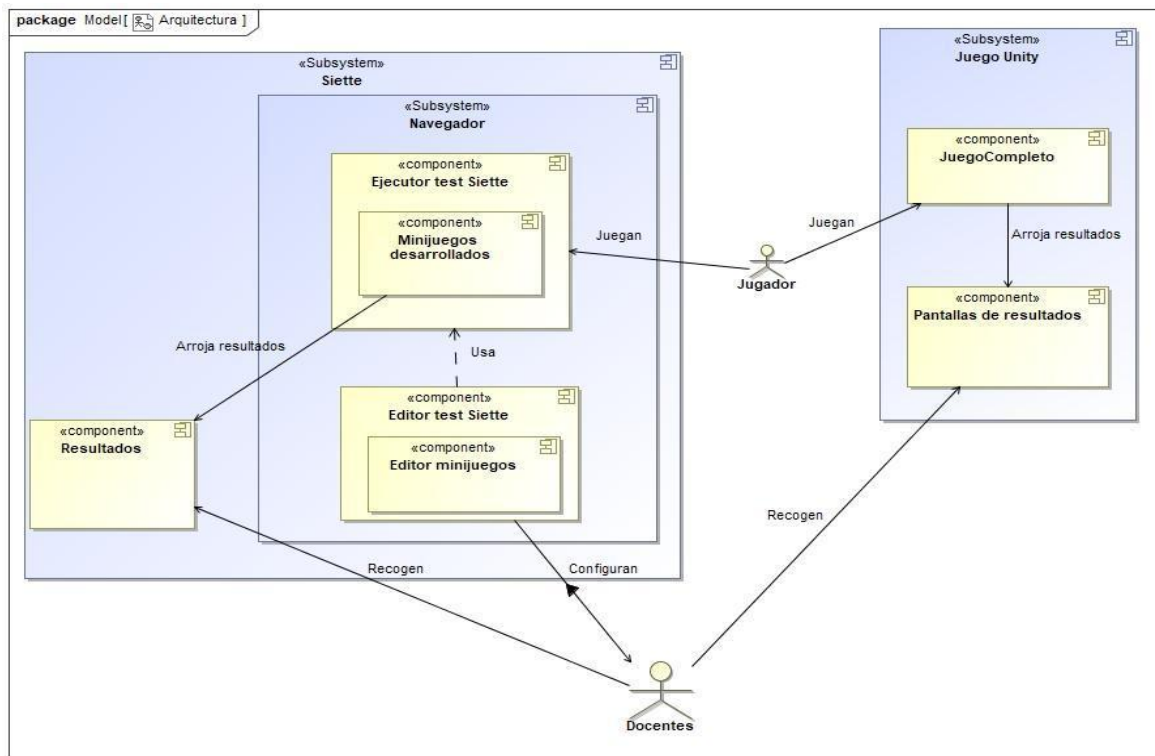 package Model[ Arquitectura ]
«Subsystem»
Siette
«Subsystem»
Navegador
«component»
Ejecutor test Siette
«component»
Minijuegos
desarrollados
Arroja resultados
Usa
«component»
Editor test Siette
«component»
Editor minijuegos
«component»
Resultados
Juegan
Jugador
Juegan
«Subsystem»
Juego Unity
«component»
JuegoCompleto
Arroja resultados
«component»
Pantallas de resultados
Recogen
Configuran
Recogen
Docentes